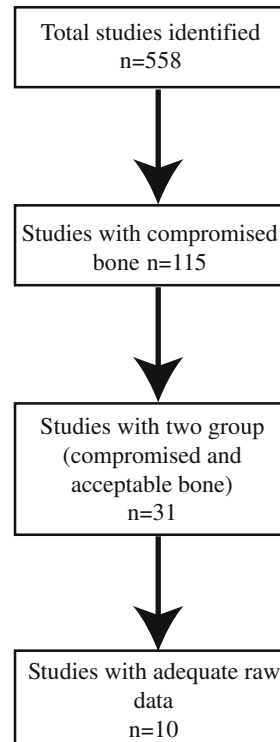 Total studies identified
n=558
Studies with compromised
bone n=115
Studies with two group
(compromised and
acceptable bone)
n=31
Studies with adequate raw
data
n=10